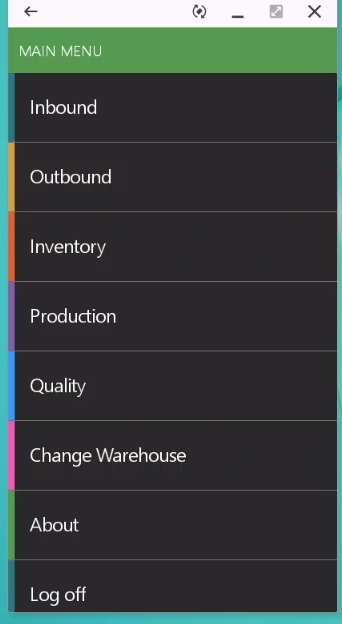 MAIN MENU
Inbound
Outbound
Inventory
Production
Quality
Change Warehouse
About
Log off